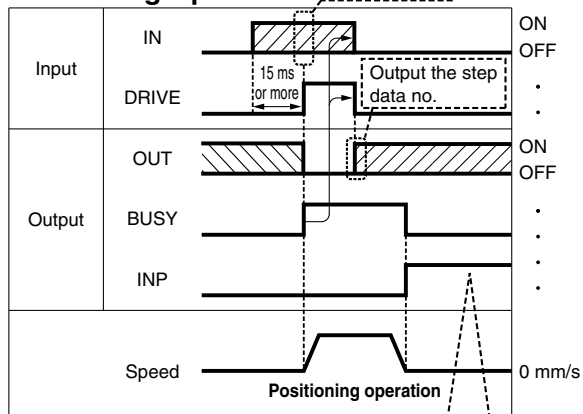 IN
ON
OFF
Input
15 ms
or more
Output the step
data no.
DRIVE
OUT
ON
OFF
Output
BUSY
INP
Speed
0 mm/s
Positioning operation